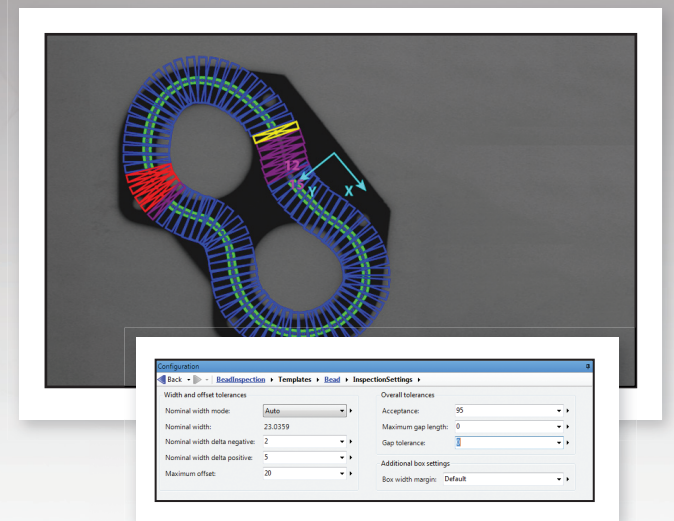 12
Y
X
Configuration
Back BeadInspection Templates Bead InspectionSettings
Width and offset tolerances
Nominal width mode: Auto
Nominal width: 23.0359
Nominal width delta negative: 2
Nominal width delta positive: 5
Maximum offset: 20
Overall tolerances
Acceptance: 95
Maximum gap length: 0
Gap tolerance: 0
Additional box settings
Box width margin: Default